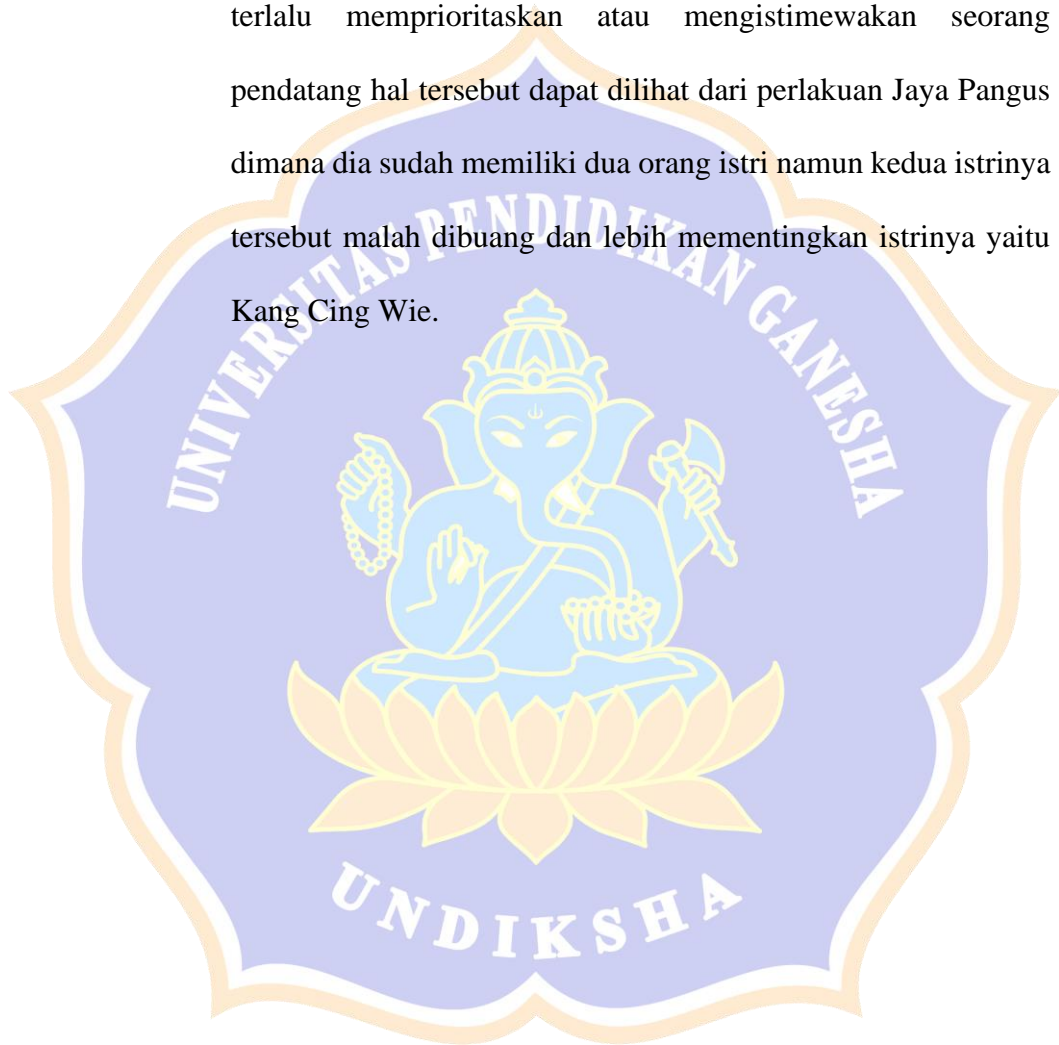 terlalu memprioritaskan atau mengistimewakan seorang
pendatang hal tersebut dapat dilihat dari perlakuan Jaya Pangus
dimana dia sudah memiliki dua orang istri namun kedua istrinya
tersebut malah dibuang dan lebih mementingkan istrinya yaitu
Kang Cing Wie.
UNIVERSITAS PENDIDIKAN GANESHA
UNDIKSHA